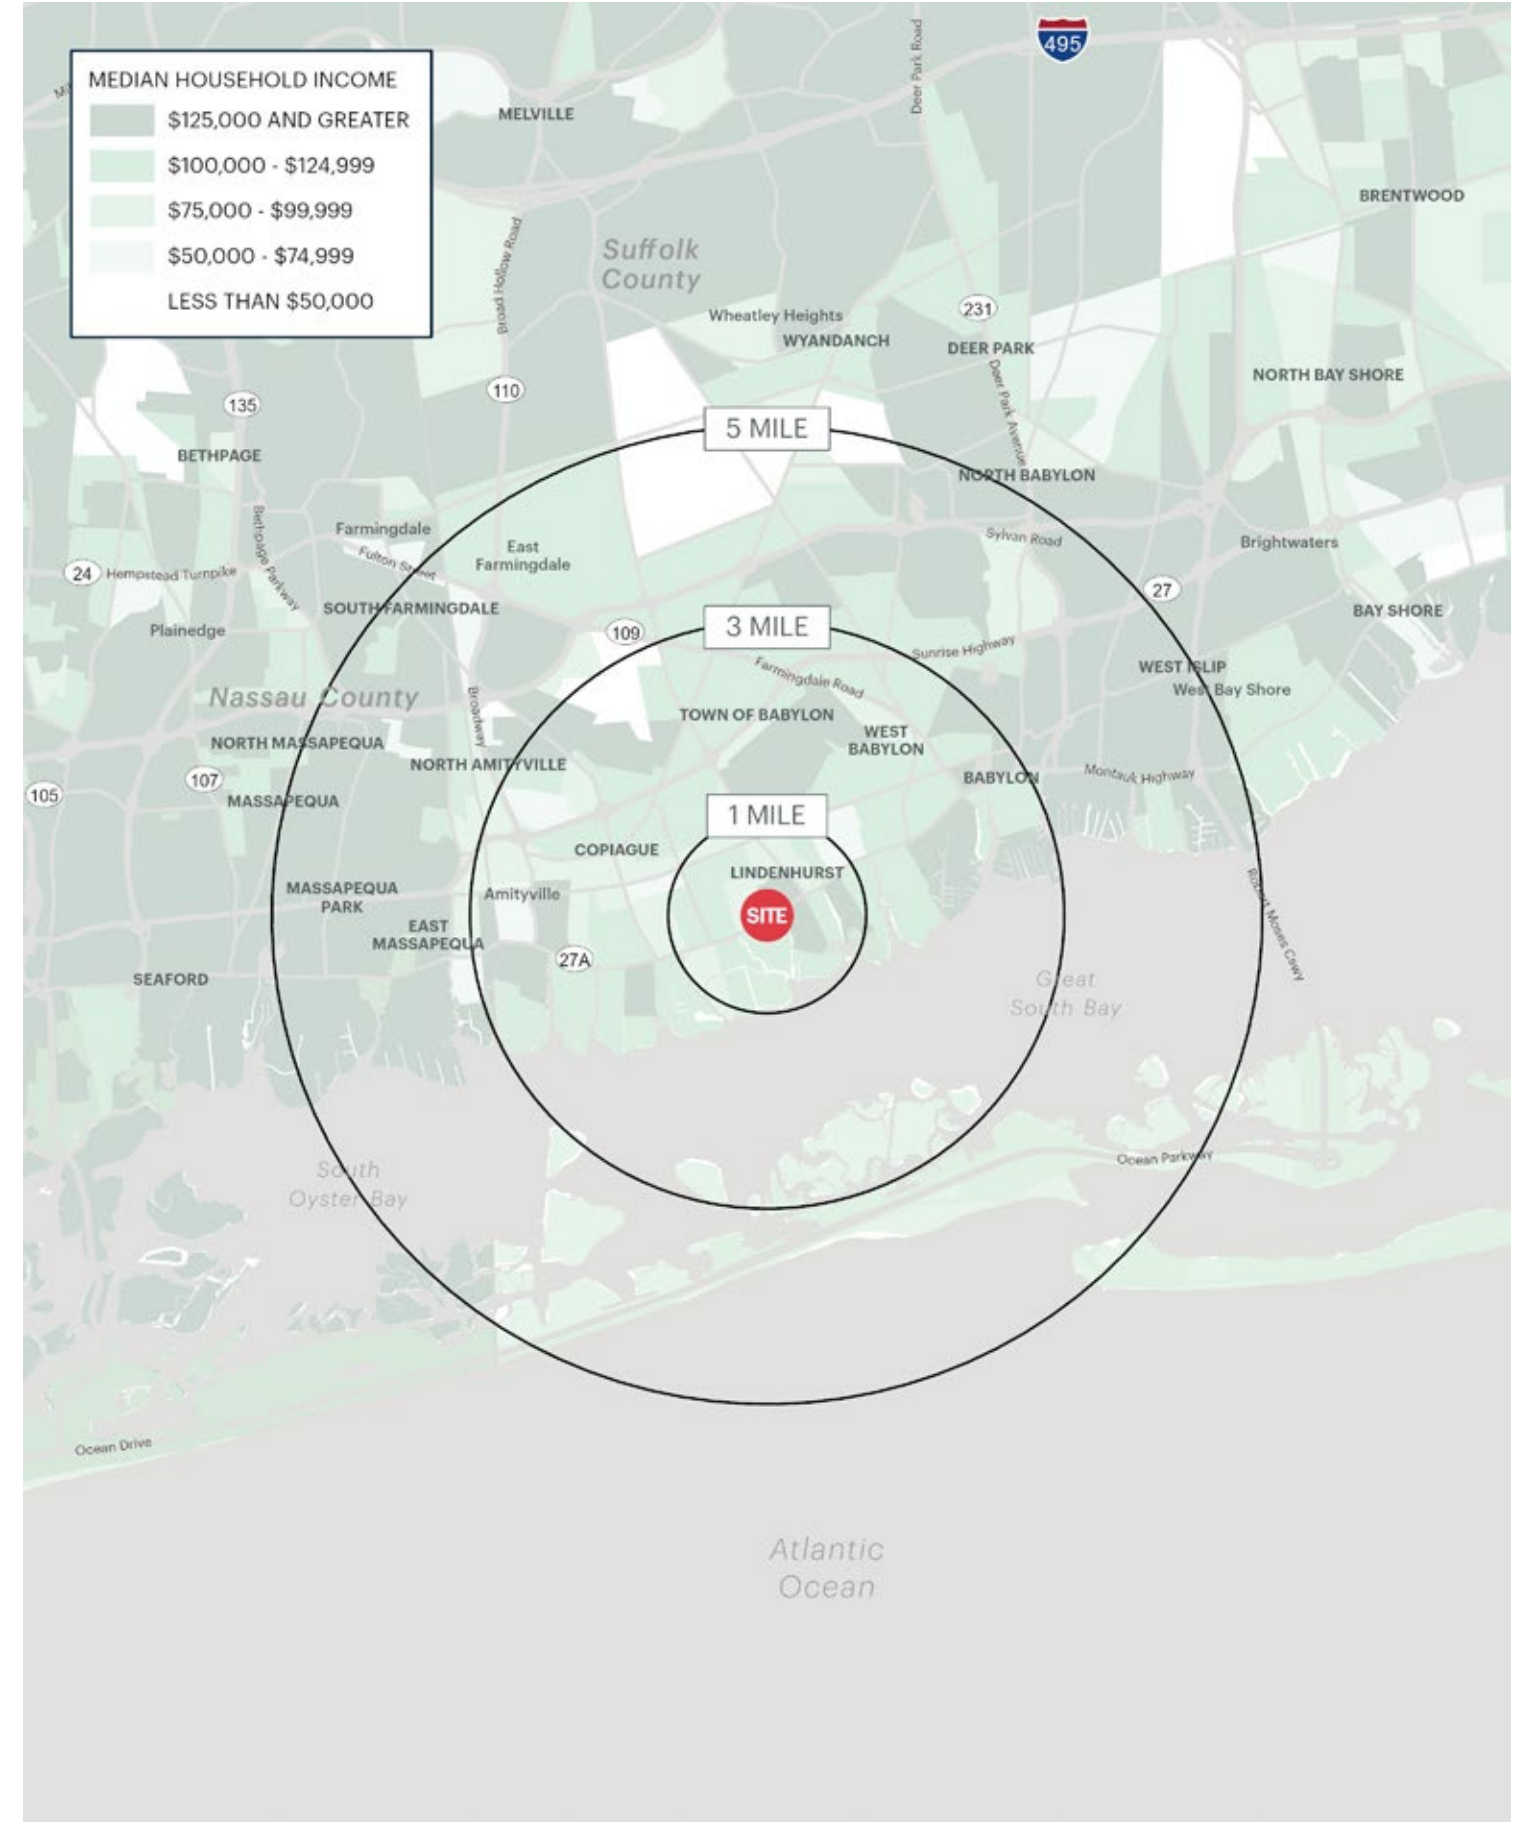 495
MEDIAN HOUSEHOLD INCOME
$125,000 AND GREATER
$100,000 - $124,999
$75,000 - $99,999
$50,000 - $74,999
LESS THAN $50,000
Deer Park Road
MELVILLE
BRENTWOOD
Broad Hollow Road
Suffolk
County
231
Wheatley Heights
WYANDANCH
DEER PARK
Deer Park Avenue
NORTH BAY SHORE
110
135
5 MILE
BETHPAGE
NORTH BABYLON
Bethpage Parkway
Farmingdale
Fulton Street
East
Farmingdale
Sylvan Road
Brightwaters
24
Hempstead Turnpike
27
SOUTH FARMINGDALE
BAY SHORE
Plainedge
109
3 MILE
Sunrise Highway
Farmingdale Road
WEST ISLIP
West Bay Shore
Nassau County
Broadway
TOWN OF BABYLON
WEST
BABYLON
NORTH MASSAPEQUA
NORTH AMITYVILLE
BABYLON
Montauk Highway
107
105
MASSAPEQUA
1 MILE
COPIAGUE
LINDENHURST
MASSAPEQUA
PARK
Amityville
SITE
EAST
MASSAPEQUA
27A
Robert Moses Cswy
SEAFORD
Great
South Bay
Ocean Parkway
South
Oyster Bay
Ocean Drive
Atlantic
Ocean